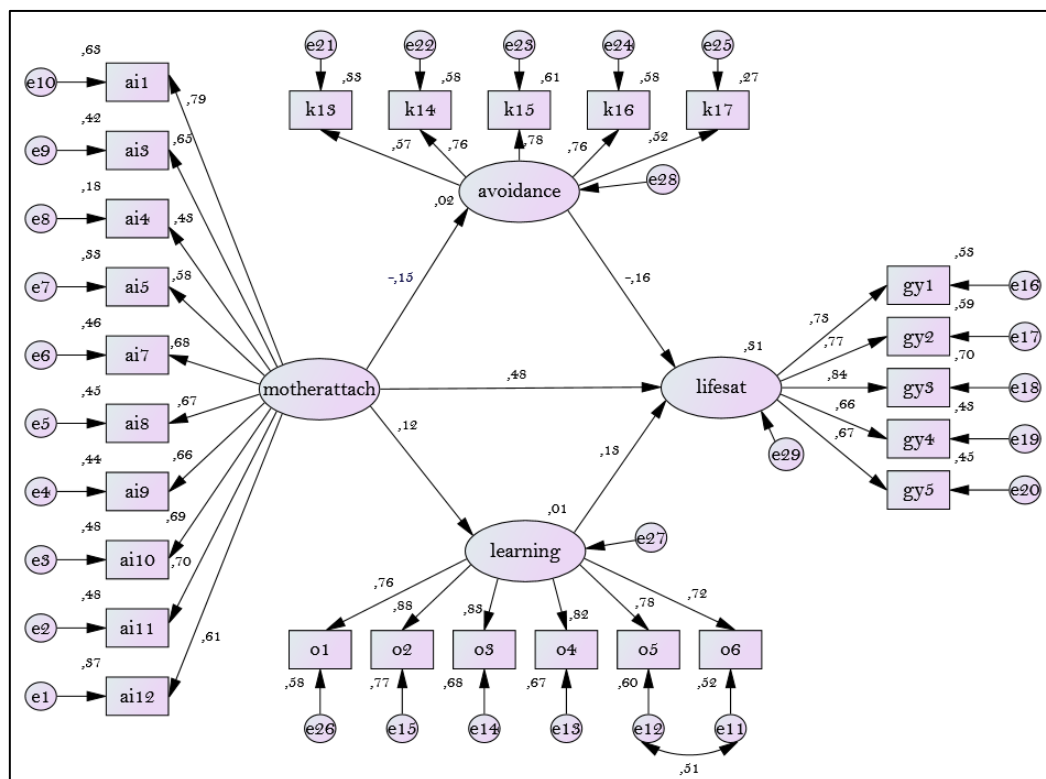 ,63
e10
ai1
,79
,42
e9
ai3
,65
,18
e8
ai4
,43
,33
e7
ai5
,58
,46
e6
ai7
,68
,45
e5
ai8
,67
,44
e4
ai9
,66
,48
e3
ai10
,69
,48
e2
ai11
,70
,37
e1
ai12
,61
motherattach
e21
e22
e23
e24
e25
,33
,58
,61
,58
,27
k13
k14
k15
k16
k17
,57
,76
,78
,76
,52
avoidance
e28
,02
-,15
-,16
,48
,12
,13
,31
lifesat
e29
,53
gy1
e16
,73
,59
gy2
e17
,77
,70
gy3
e18
,84
,43
gy4
e19
,66
,45
gy5
e20
,67
,01
learning
e27
,76
,88
,83
,82
,78
,72
o1
o2
o3
o4
o5
o6
,58
,77
,68
,67
,60
,52
e26
e15
e14
e13
e12
e11
,51